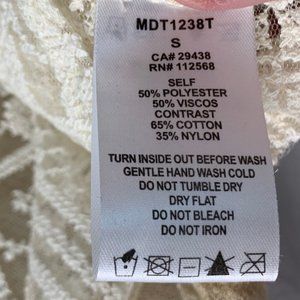 MDT1238T
S
CA# 29438
RN# 112568
SELF
50% POLYESTER
50% VISCOS
CONTRAST
65% COTTON
35% NYLON
TURN INSIDE OUT BEFORE WASH
GENTLE HAND WASH COLD
DO NOT TUMBLE DRY
DRY FLAT
DO NOT BLEACH
DO NOT IRON